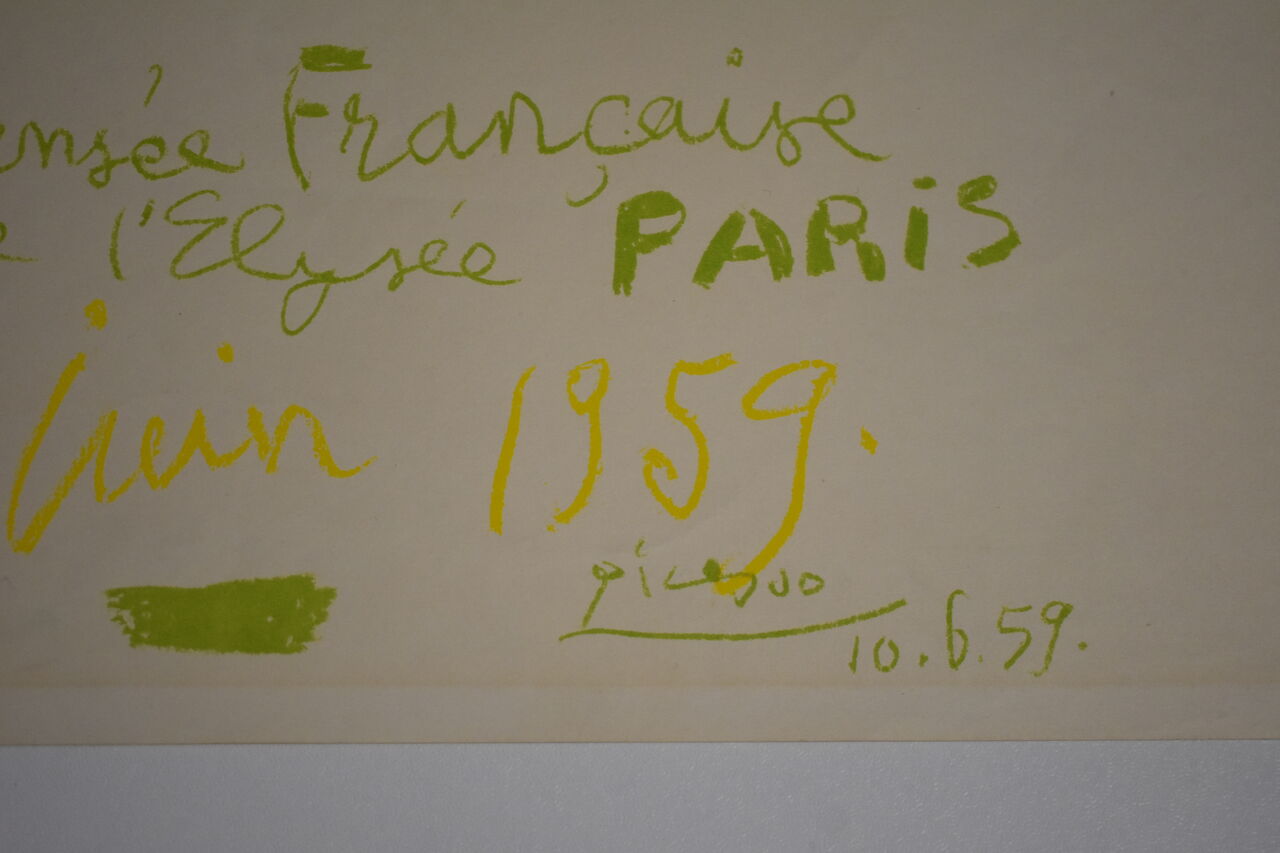 ensée Française
e l'Elysée PARiS
juin 1959.
picasso
10.6.59.